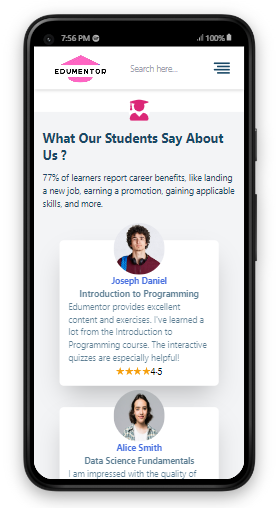 7:56 PM
100%
EDUMENTOR
Search here...
What Our Students Say About
Us ?
77% of learners report career benefits, like landing
a new job, earning a promotion, gaining applicable
skills, and more.
Joseph Daniel
Introduction to Programming
Edumentor provides excellent
content and exercises. I've learned a
lot from the Introduction to
Programming course. The interactive
quizzes are especially helpful!
★★★★4-5
Alice Smith
Data Science Fundamentals
I am impressed with the quality of